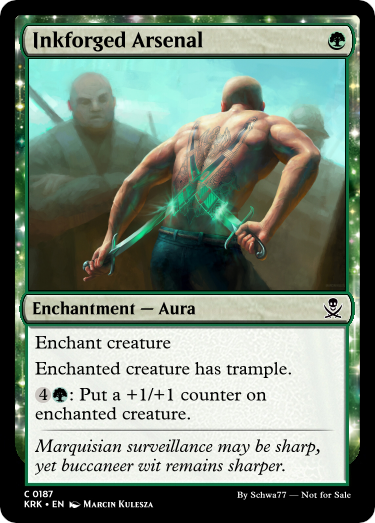 Inkforged Arsenal
Enchantment — Aura
Enchant creature
Enchanted creature has trample.
4: Put a +1/+1 counter on
enchanted creature.
Marquisian surveillance may be sharp,
yet buccaneer wit remains sharper.
C 0187
KRK • EN Marcin Kulesza
By Schwa77 — Not for Sale